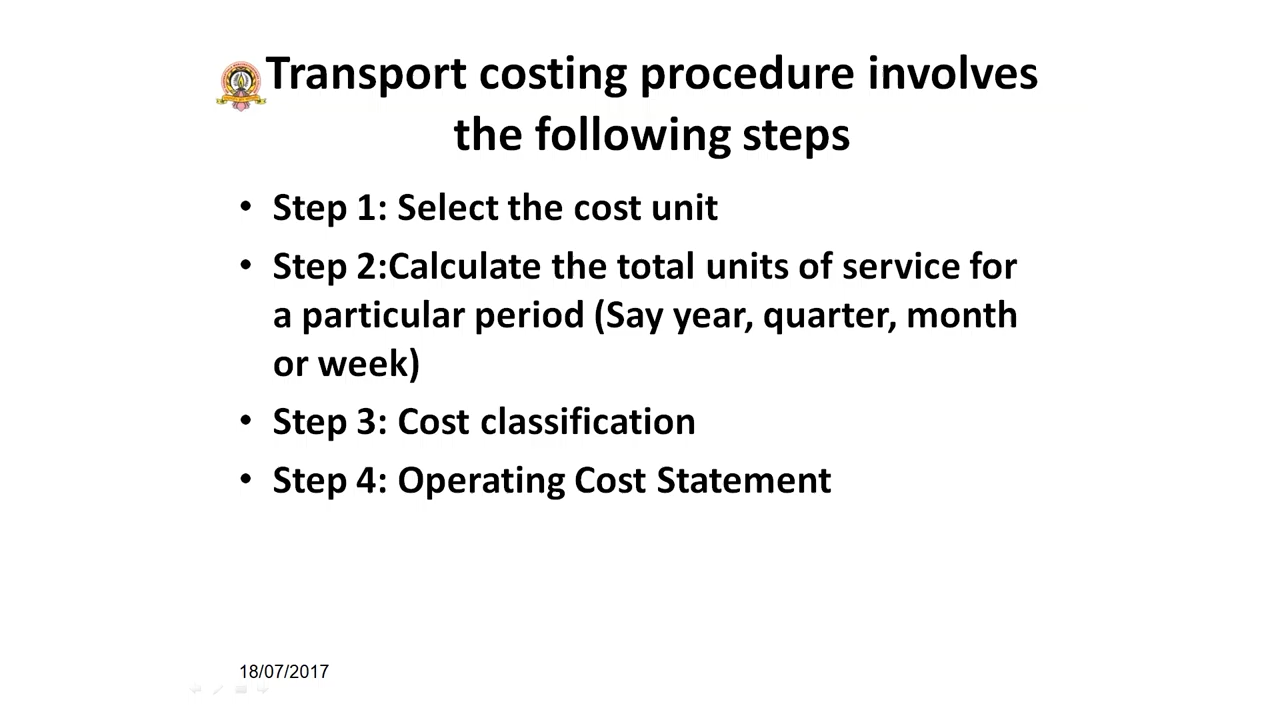 Transport costing procedure involves
the following steps
• Step 1: Select the cost unit
• Step 2:Calculate the total units of service for
a particular period (Say year, quarter, month
or week)
• Step 3: Cost classification
• Step 4: Operating Cost Statement
18/07/2017